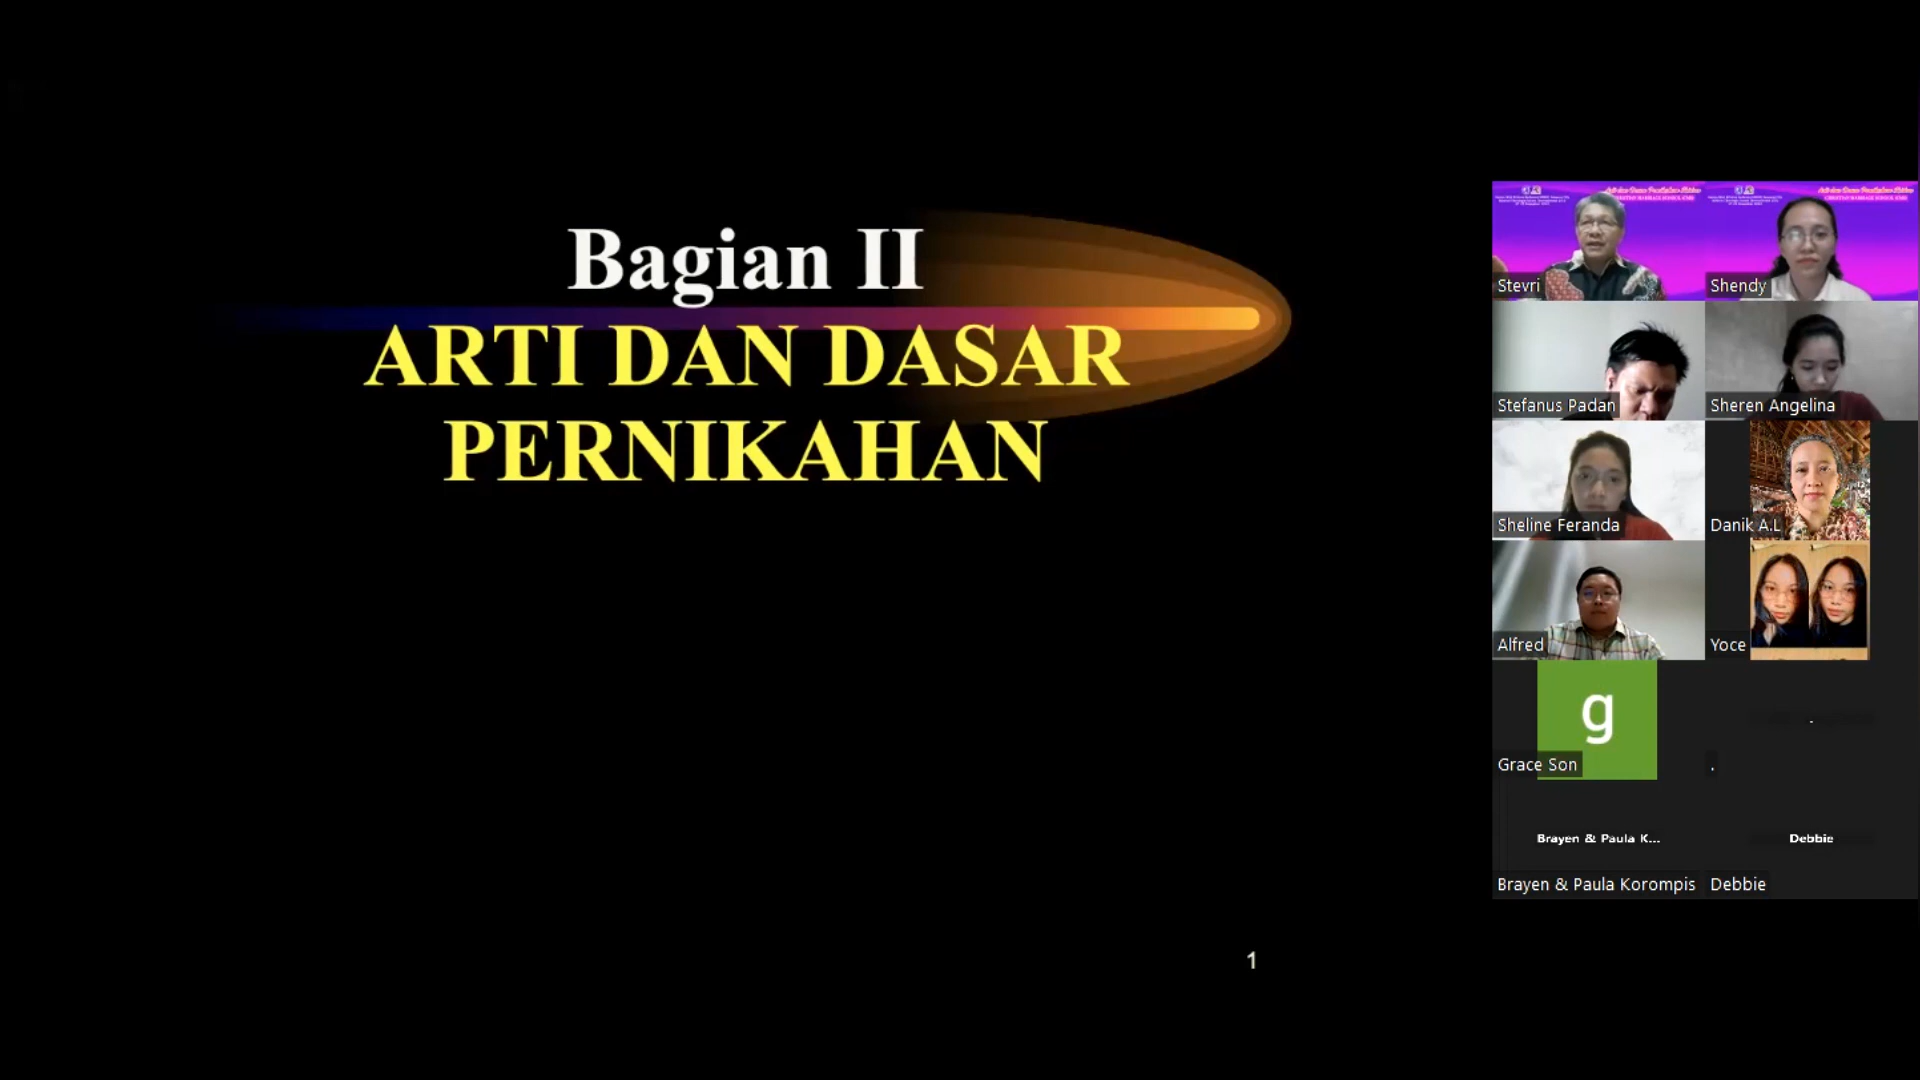 Bagian II
ARTI DAN DASAR
PERNIKAHAN
1
Stevri
Shendy
Stefanus Padan
Sheren Angelina
Sheline Feranda
Danik A.L
Alfred
Yoce
g
Grace Son
.
.
Brayen & Paula K...
Debbie
Brayen & Paula Korompis
Debbie